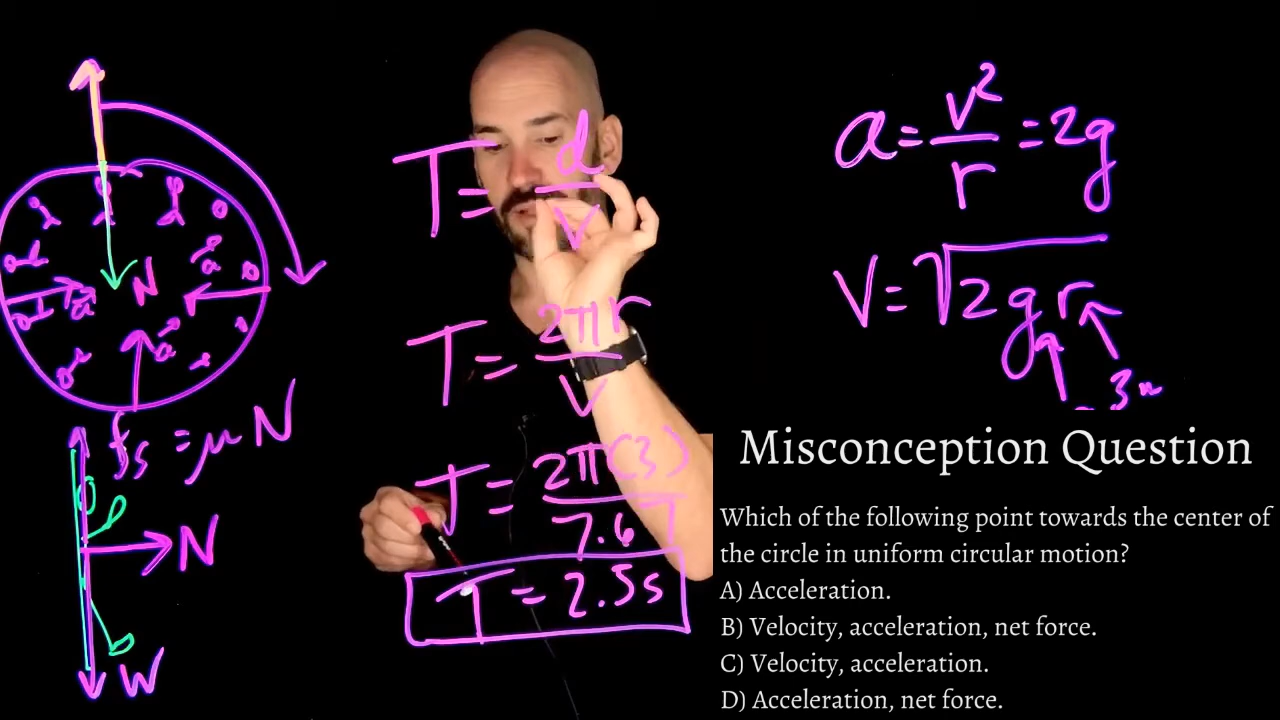 N
a
a
a
fs = μN
N
W
T = d/v
T = 2πr/v
T = 2π(3)/7.67
T = 2.5s
a = v²/r = 2g
v = √2gr
3m
Misconception Question
Which of the following point towards the center of
the circle in uniform circular motion?
A) Acceleration.
B) Velocity, acceleration, net force.
C) Velocity, acceleration.
D) Acceleration, net force.